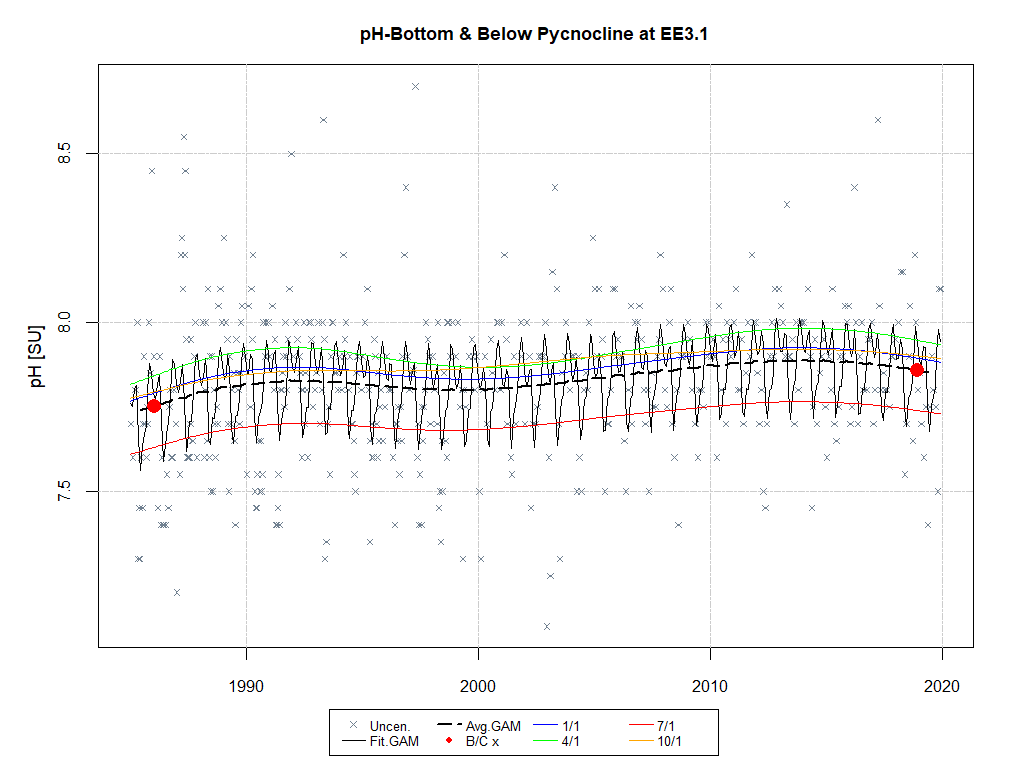 pH-Bottom & Below Pycnocline at EE3.1
pH [SU]
8.5
8.0
7.5
1990 2000 2010 2020
Uncen. Avg.GAM 1/1 7/1
Fit.GAM B/C x 4/1 10/1